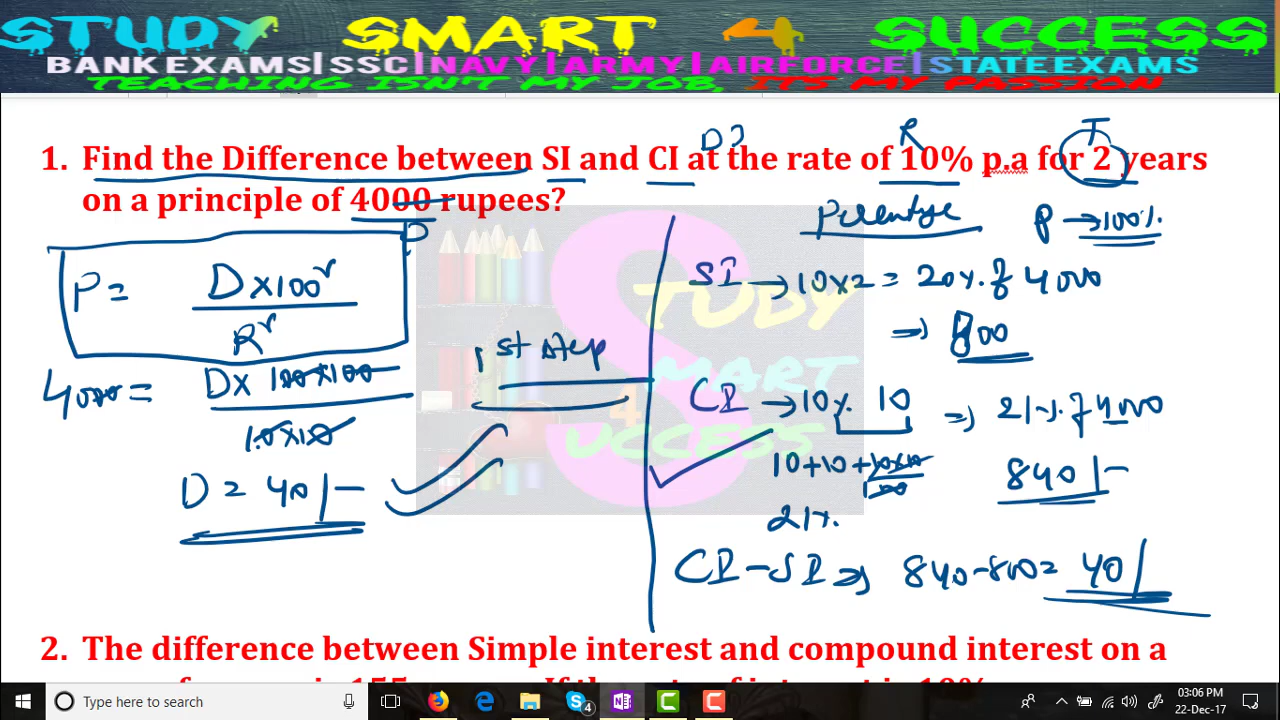 STUDY SMART 4 SUCCESS
BANK EXAMS|SSC|NAVY|ARMY|AIRFORCE|STATE EXAMS
TEACHING ISN'T MY JOB, IT'S MY PASSION
1. Find the Difference between SI and CI at the rate of 10% p.a for 2 years
on a principle of 4000 rupees?
D?
R
T
P
P = D×100²
R²
4000 = D× 100×100
10×10
D = 40/-
1st step
P → 100%
SI → 10×2 = 20% of 4000
⇒ 800
CI → 10% 10 ⇒ 21% of 4000
10+10+10×10
100
21%
840/-
CI-SI ⇒ 840-800= 40/
STUDY
SMART
4
SUCCESS
2. The difference between Simple interest and compound interest on a
Type here to search
03:06 PM
22-Dec-17